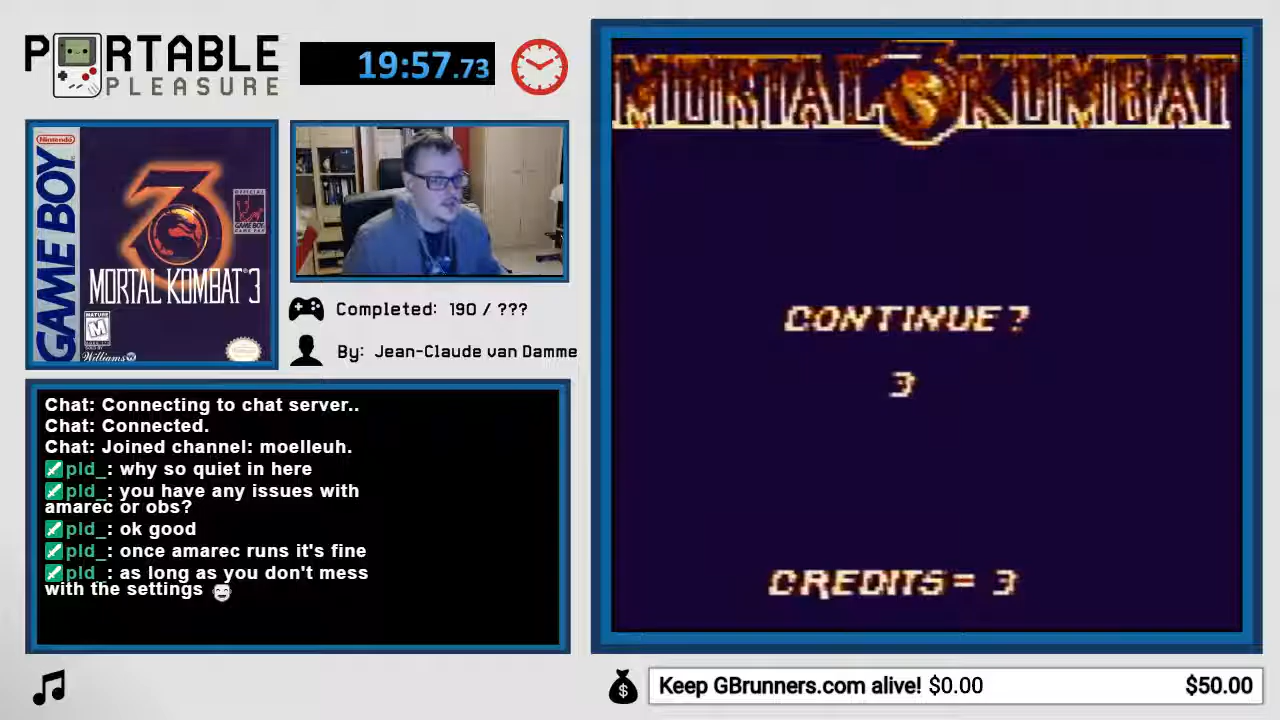 PORTABLE
PLEASURE
19:57.73
Nintendo
GAME BOY
3
OFFICIAL
MORTAL KOMBAT 3
MATURE
M
Williams
Completed: 190 / ???
By: Jean-Claude van Damme
Chat: Connecting to chat server..
Chat: Connected.
Chat: Joined channel: moelleuh.
pld_: why so quiet in here
pld_: you have any issues with
amarec or obs?
pld_: ok good
pld_: once amarec runs it's fine
pld_: as long as you don't mess
with the settings
MORTAL KOMBAT
3
CONTINUE?
3
CREDITS= 3
Keep GBrunners.com alive! $0.00 $50.00